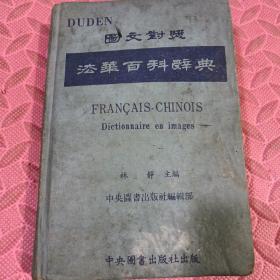 DUDEN
圖文對照
法華百科辭典
FRANÇAIS-CHINOIS
Dictionnaire en images
林靜 主編
中央圖書出版社編輯部
中央圖書出版社出版